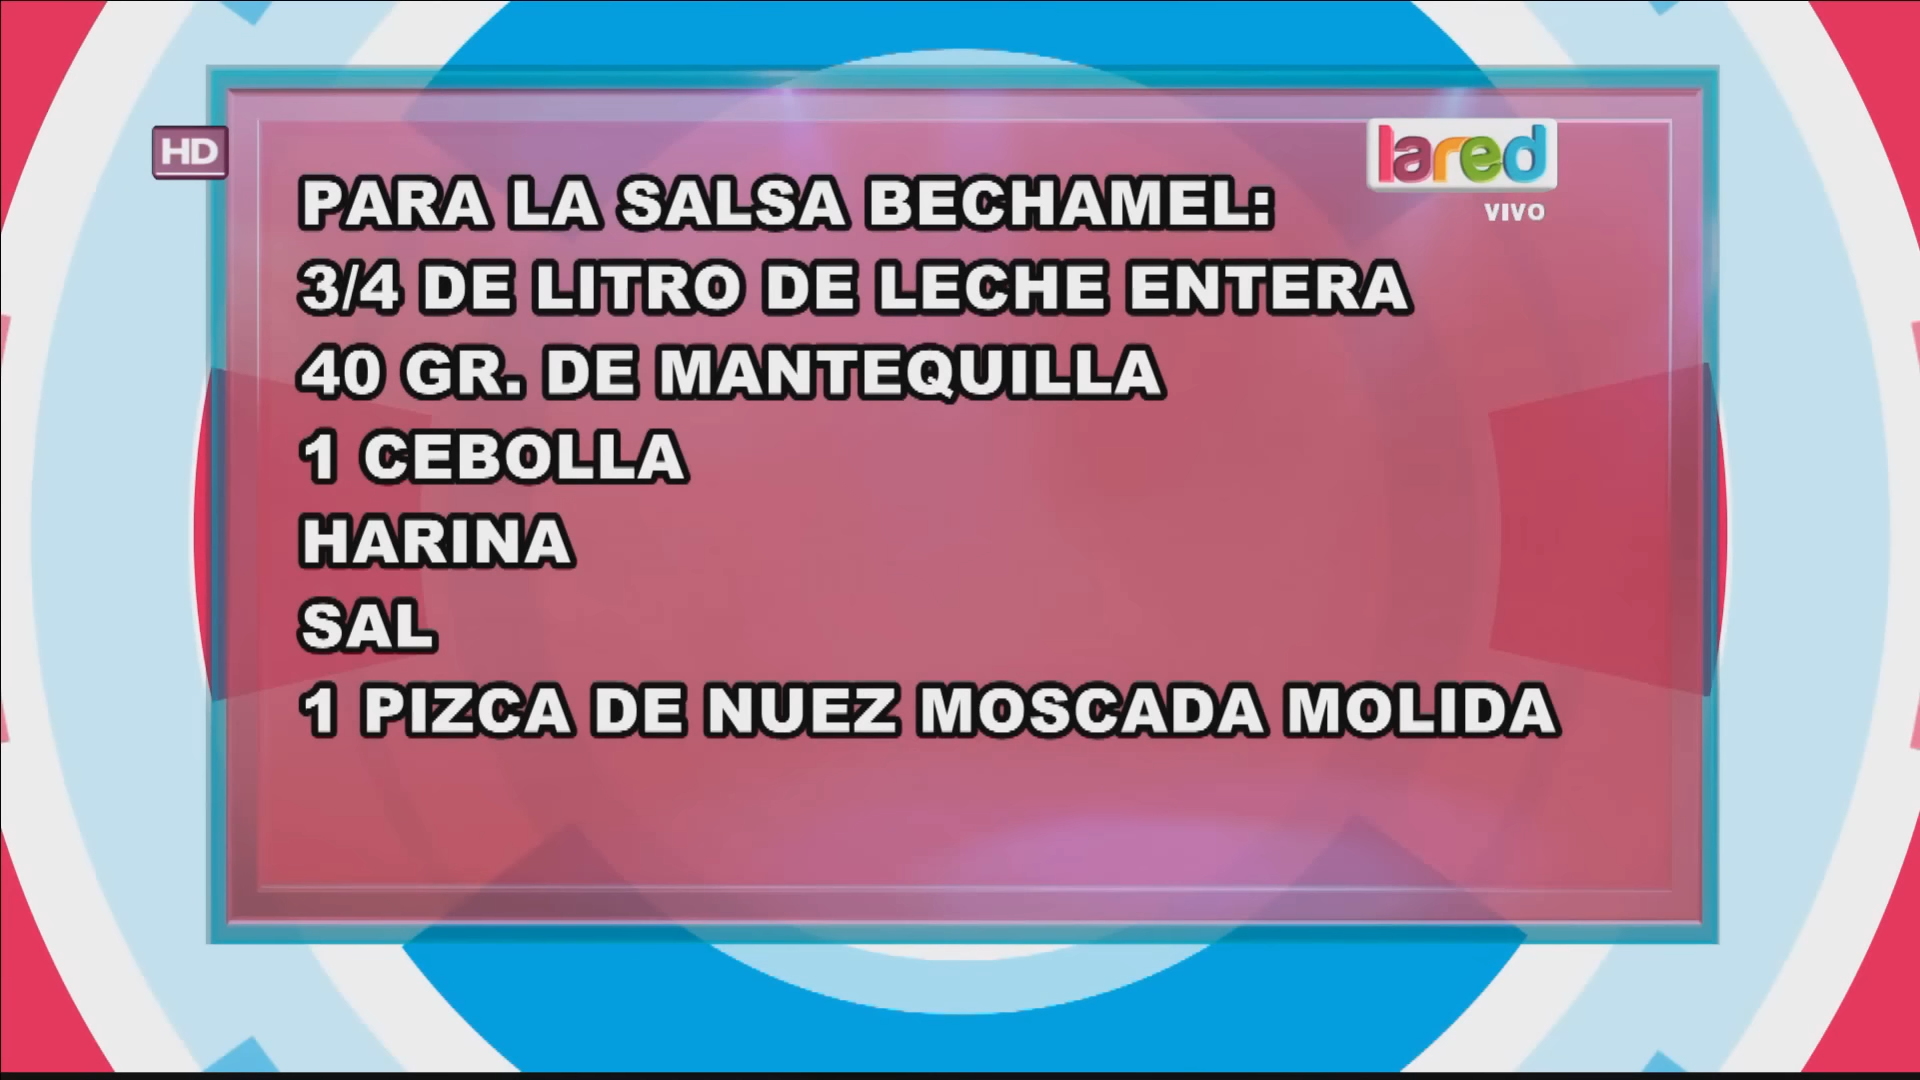 HD
lared
VIVO
PARA LA SALSA BECHAMEL:
3/4 DE LITRO DE LECHE ENTERA
40 GR. DE MANTEQUILLA
1 CEBOLLA
HARINA
SAL
1 PIZCA DE NUEZ MOSCADA MOLIDA